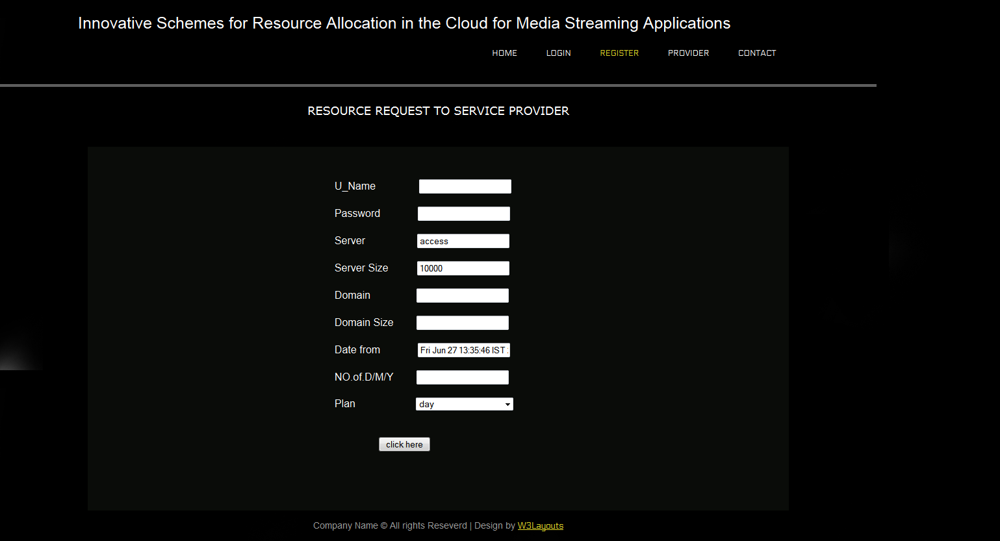 Innovative Schemes for Resource Allocation in the Cloud for Media Streaming Applications
HOME LOGIN REGISTER PROVIDER CONTACT
RESOURCE REQUEST TO SERVICE PROVIDER
U_Name
Password
Server access
Server Size 10000
Domain
Domain Size
Date from Fri Jun 27 13:35:46 IST
NO.of.D/M/Y
Plan day
click here
Company Name © All rights Reseverd | Design by W3Layouts